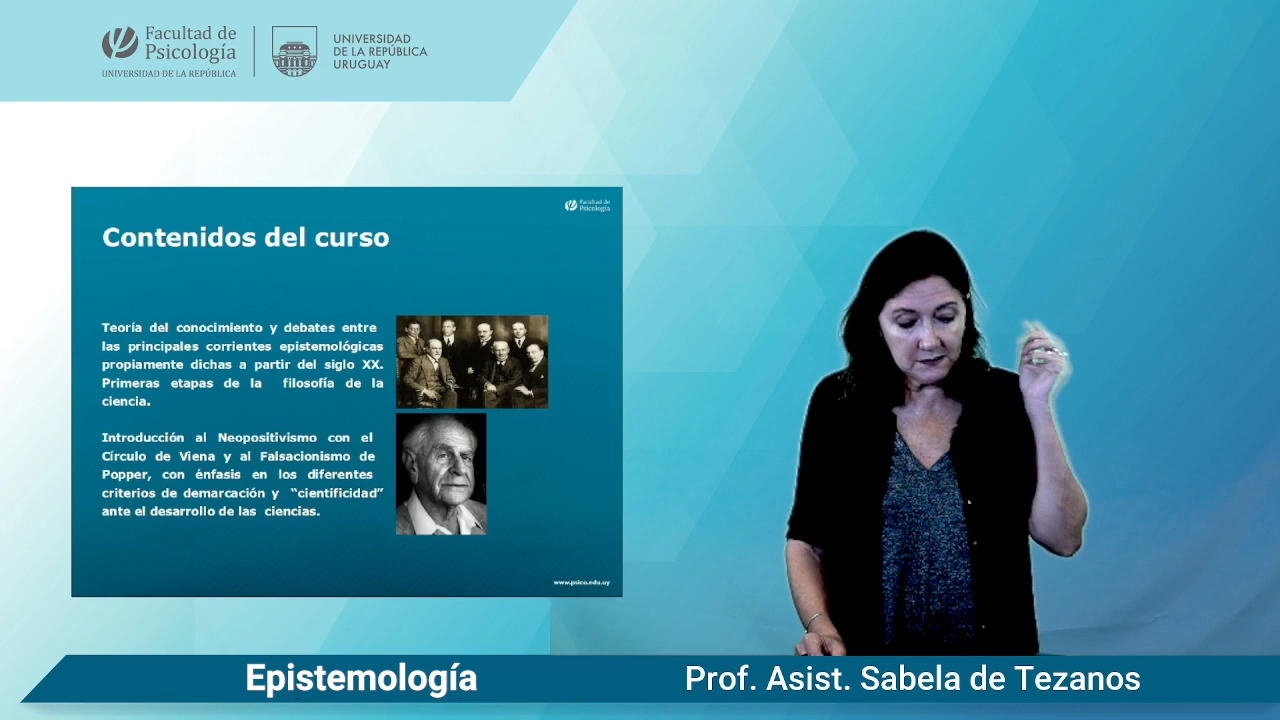 Facultad de
Psicología
UNIVERSIDAD DE LA REPÚBLICA
UNIVERSIDAD
DE LA REPÚBLICA
URUGUAY
Facultad de
Psicología
Contenidos del curso
Teoría del conocimiento y debates entre
las principales corrientes epistemológicas
propiamente dichas a partir del siglo XX.
Primeras etapas de la filosofía de la
ciencia.
Introducción al Neopositivismo con el
Círculo de Viena y al Falsacionismo de
Popper, con énfasis en los diferentes
criterios de demarcación y “cientificidad”
ante el desarrollo de las ciencias.
www.psico.edu.uy
Epistemología
Prof. Asist. Sabela de Tezanos